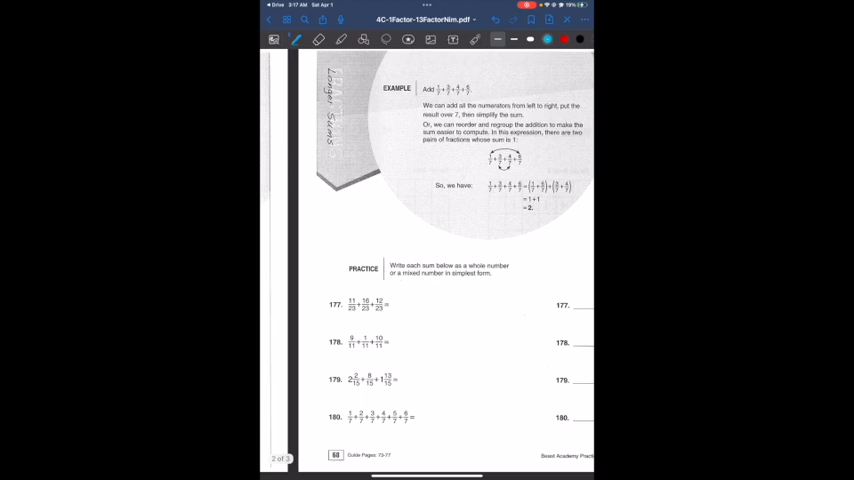 Drive 3:17 AM Sat Apr 1 19%
4C-1Factor-13FactorNim.pdf
FRACTIONS
Longer Sums
EXAMPLE Add 1/7+3/7+4/7+6/7.
We can add all the numerators from left to right, put the
result over 7, then simplify the sum.
Or, we can reorder and regroup the addition to make the
sum easier to compute. In this expression, there are two
pairs of fractions whose sum is 1:
1/7+3/7+4/7+6/7
So, we have: 1/7+3/7+4/7+6/7=(1/7+6/7)+(3/7+4/7)
=1+1
=2.
PRACTICE Write each sum below as a whole number
or a mixed number in simplest form.
177. 11/23+16/23+12/23= 177.
178. 9/11+1/11+10/11= 178.
179. 2 2/15+8/15+1 13/15= 179.
180. 1/7+2/7+3/7+4/7+5/7+6/7= 180.
60 Guide Pages: 73-77 Beast Academy Practi
2 of 3